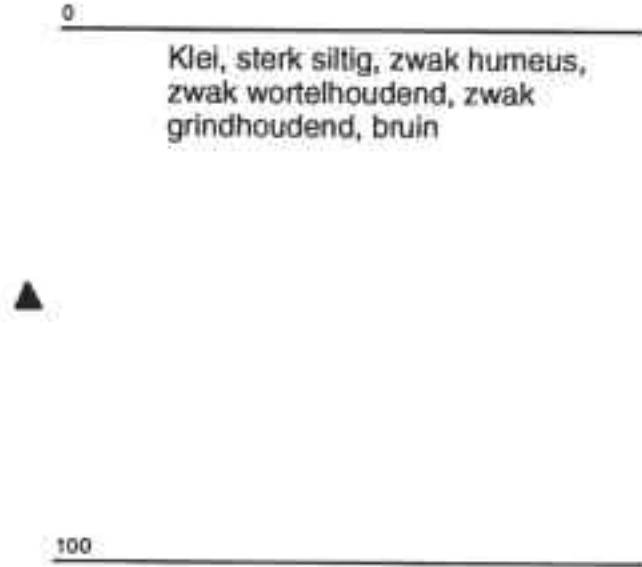 0
Klei, sterk siltig, zwak humeus,
zwak wortelhoudend, zwak
grindhoudend, bruin
100